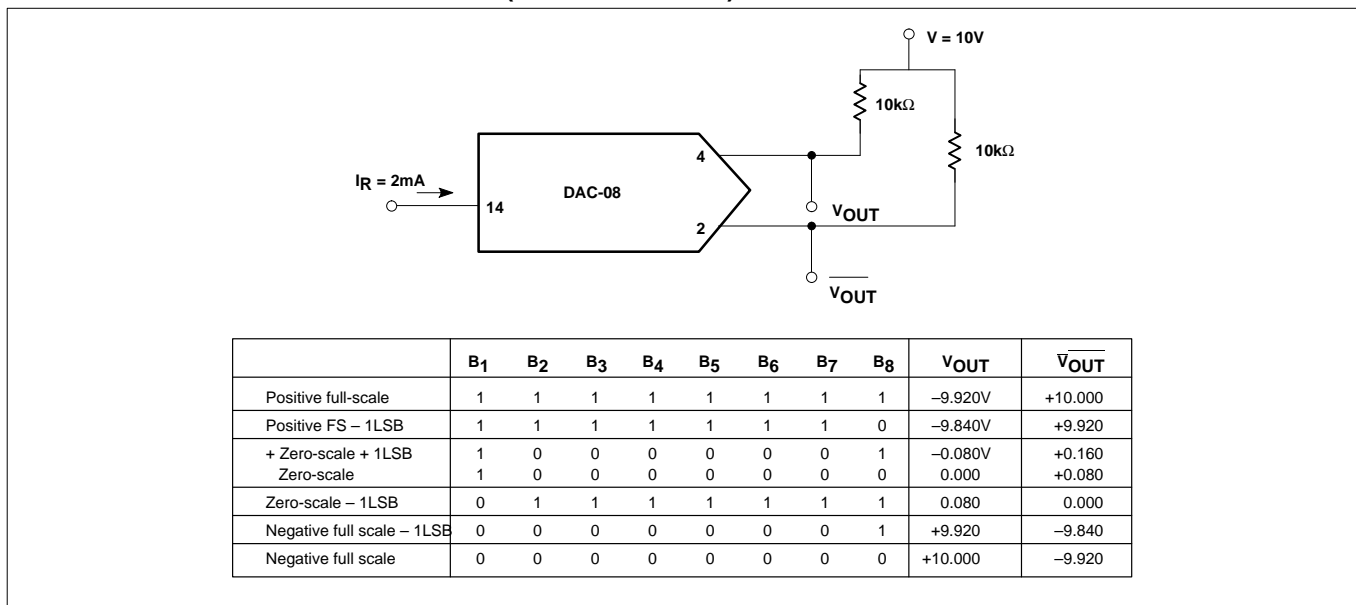 V = 10V
10kΩ
10kΩ
4
IR = 2mA
DAC-08
14
VOUT
2
VOUT
B1 B2 B3 B4 B5 B6 B7 B8 VOUT VOUT
Positive full-scale 1 1 1 1 1 1 1 1 –9.920V +10.000
Positive FS – 1LSB 1 1 1 1 1 1 1 0 –9.840V +9.920
+ Zero-scale + 1LSB 1 0 0 0 0 0 0 1 –0.080V +0.160
Zero-scale 1 0 0 0 0 0 0 0 0.000 +0.080
Zero-scale – 1LSB 0 1 1 1 1 1 1 1 0.080 0.000
Negative full scale – 1LSB 0 0 0 0 0 0 0 1 +9.920 –9.840
Negative full scale 0 0 0 0 0 0 0 0 +10.000 –9.920